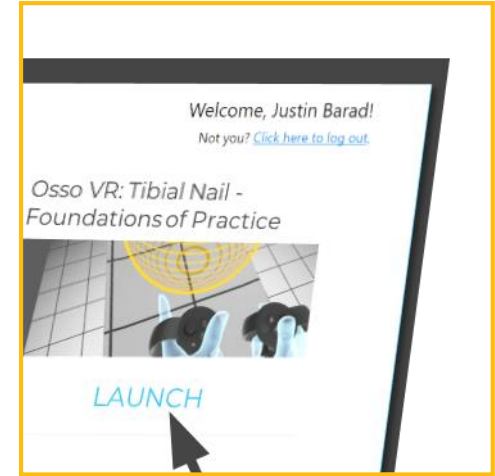 Welcome, Justin Barad!
Not you? Click here to log out.
Osso VR: Tibial Nail -
Foundations of Practice
LAUNCH